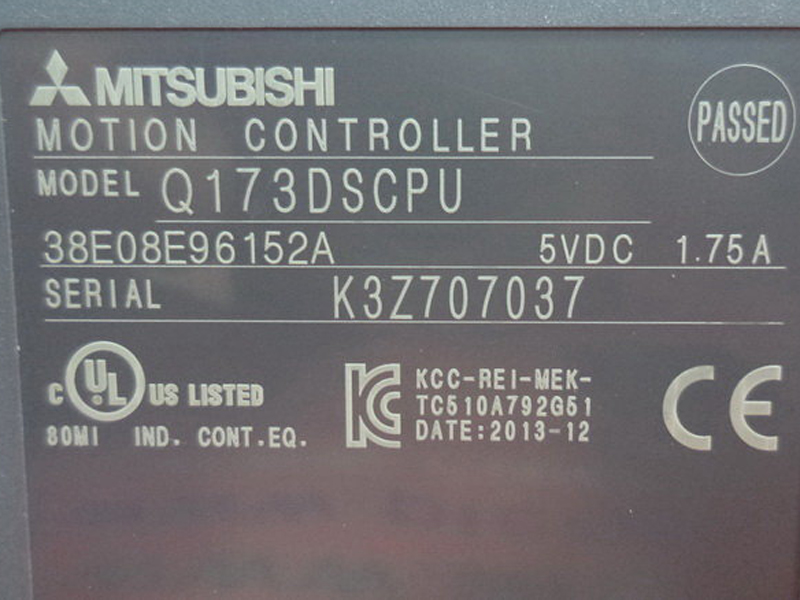 MITSUBISHI
PASSED
MOTION CONTROLLER
MODEL Q173DSCPU
38E08E96152A 5VDC 1.75A
SERIAL K3Z707037
C UL US LISTED
80MI IND. CONT.EQ.
KC
KCC-REI-MEK-
TC510A792G51
DATE:2013-12
CE